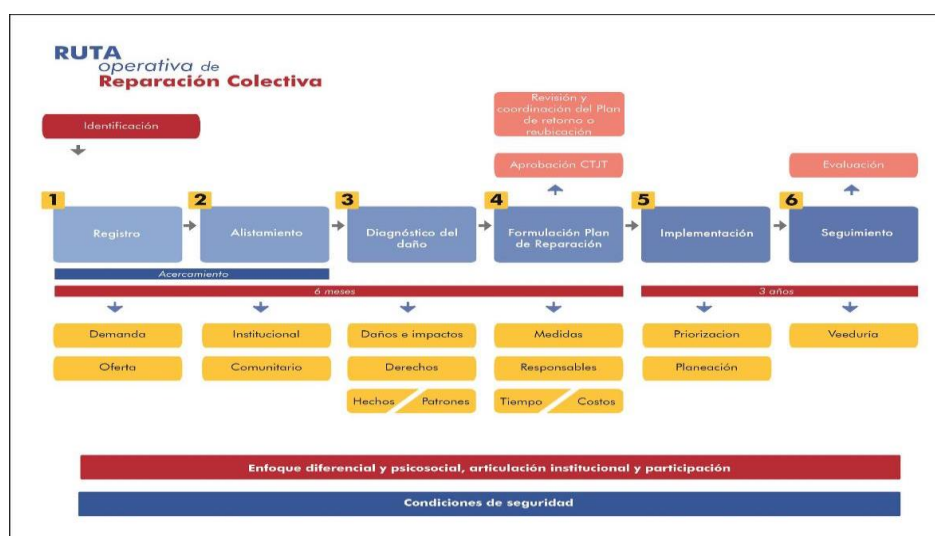 RUTA
operativa de
Reparación Colectiva
Identificación
Revisión y
coordinación del Plan
de retorno o
reubicación
Aprobación CTJT
Evaluación
1
Registro
2
Alistamiento
3
Diagnóstico del
daño
4
Formulación Plan
de Reparación
5
Implementación
6
Seguimiento
Acercamiento
6 meses
3 años
Demanda
Oferta
Institucional
Comunitario
Daños e impactos
Derechos
Hechos
Patrones
Medidas
Responsables
Tiempo
Costos
Priorizacion
Planeación
Veeduría
Enfoque diferencial y psicosocial, articulación institucional y participación
Condiciones de seguridad